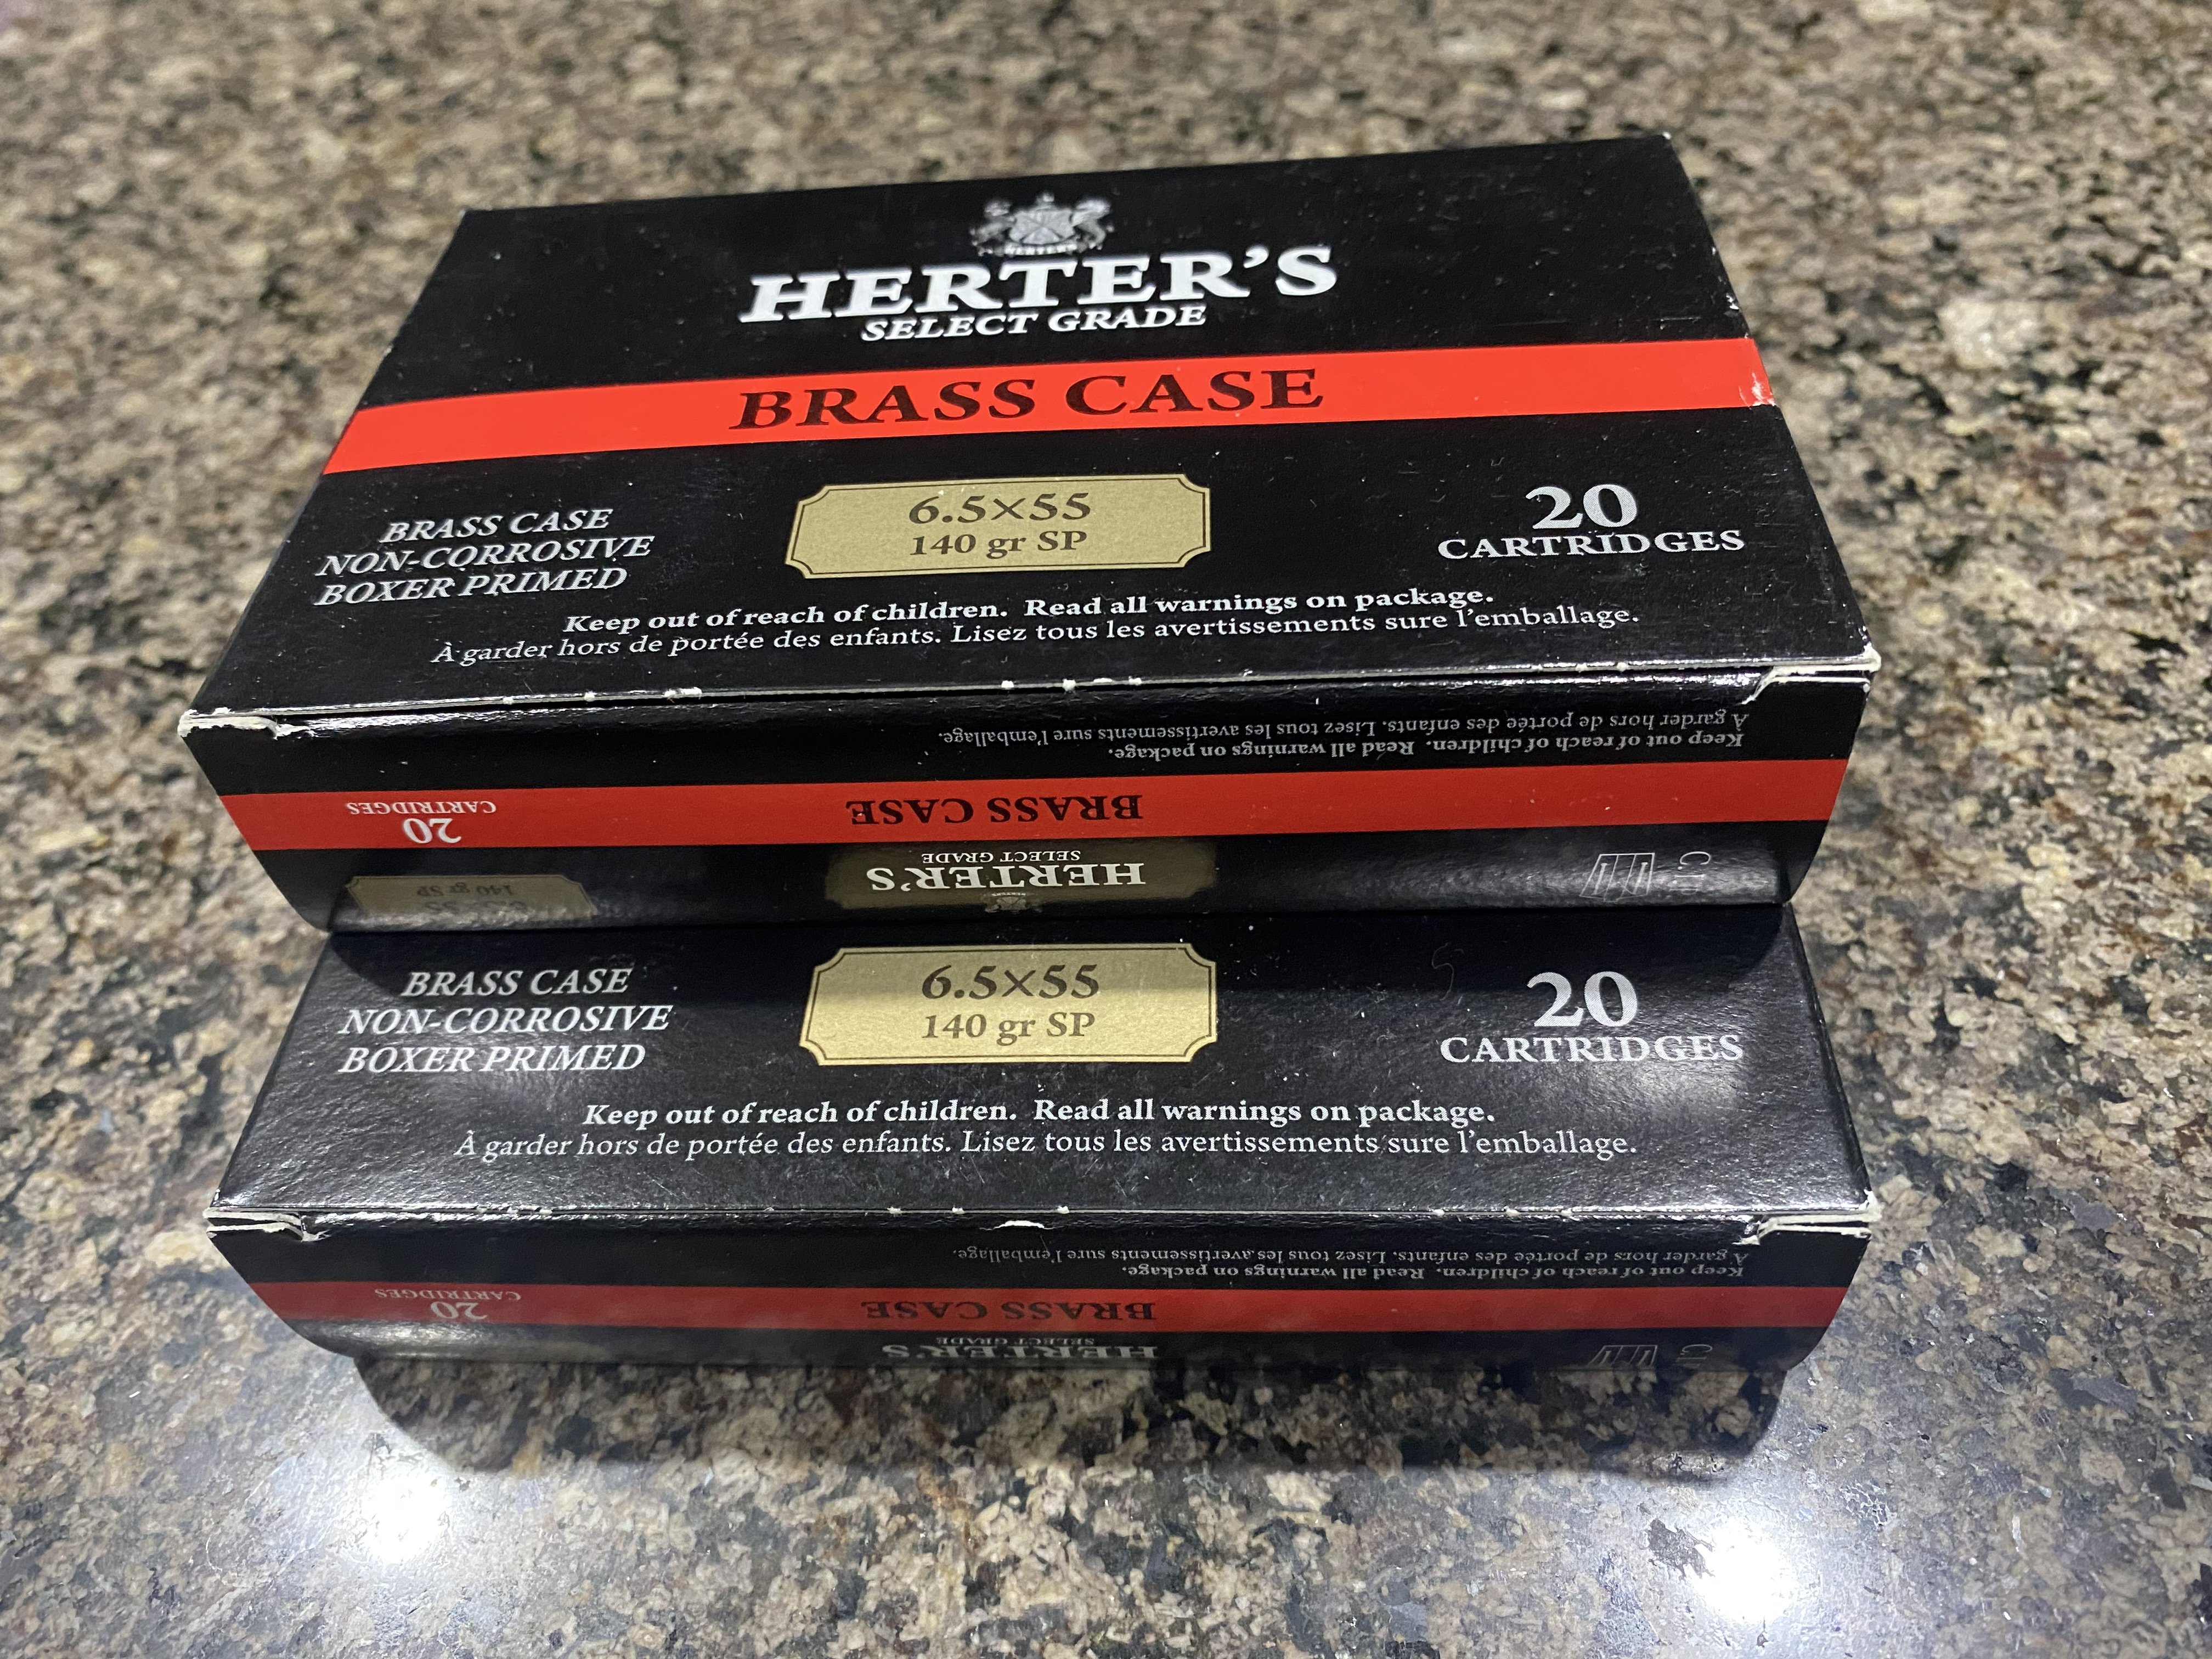 HERTERS
HERTER'S
SELECT GRADE
BRASS CASE
BRASS CASE
NON-CORROSIVE
BOXER PRIMED
6.5×55
140 gr SP
20
CARTRIDGES
Keep out of reach of children. Read all warnings on package.
À garder hors de portée des enfants. Lisez tous les avertissements sure l'emballage.
HERTER'S
SELECT GRADE
140 gr SP
BRASS CASE
20
CARTRIDGES
Keep out of reach of children. Read all warnings on package.
À garder hors de portée des enfants. Lisez tous les avertissements sure l'emballage.
BRASS CASE
NON-CORROSIVE
BOXER PRIMED
6.5×55
140 gr SP
20
CARTRIDGES
Keep out of reach of children. Read all warnings on package.
À garder hors de portée des enfants. Lisez tous les avertissements sure l'emballage.
HERTER'S
SELECT GRADE
BRASS CASE
20
CARTRIDGES
Keep out of reach of children. Read all warnings on package.
À garder hors de portée des enfants. Lisez tous les avertissements sure l'emballage.